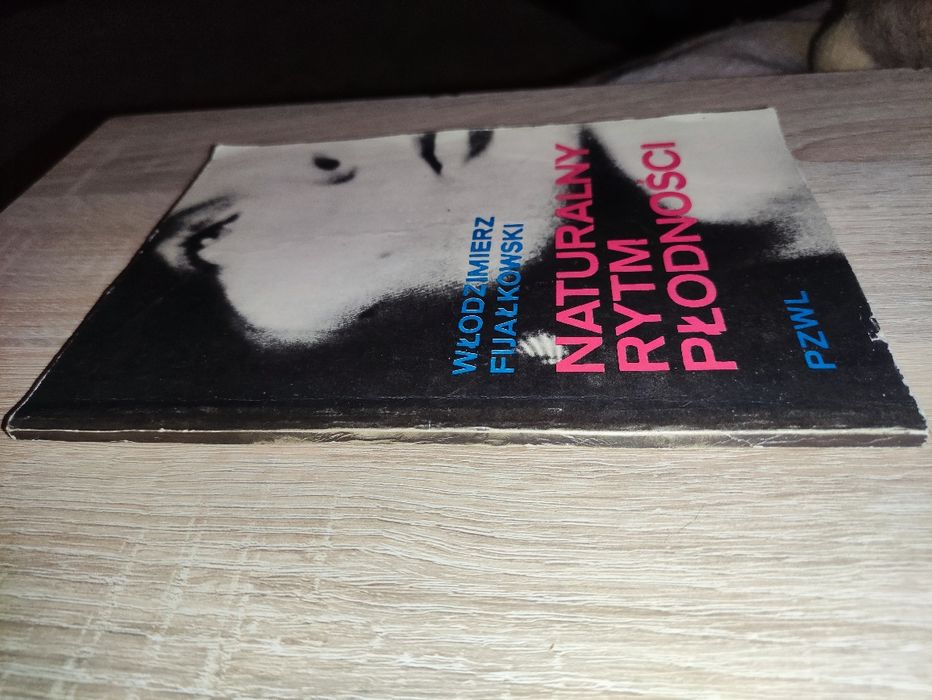 WŁODZIMIERZ
FIJAŁKOWSKI
NATURALNY
RYTM
PŁODNOŚCI
PZWL